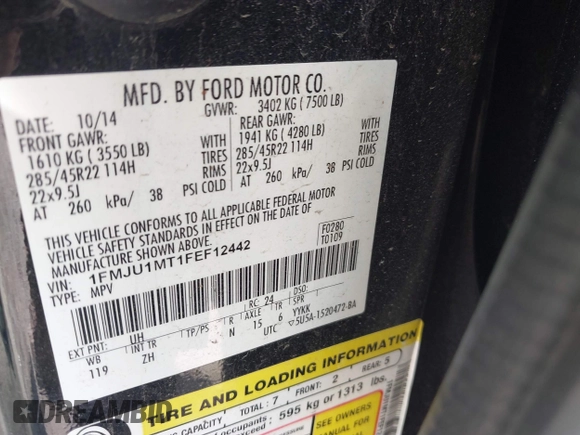 MFD. BY FORD MOTOR CO.
DATE: 10/14 GVWR: 3402 KG ( 7500 LB)
FRONT GAWR: REAR GAWR:
1610 KG ( 3550 LB) WITH 1941 KG ( 4280 LB) WITH
285/45R22 114H TIRES 285/45R22 114H TIRES
22x9.5J RIMS 22x9.5J RIMS
AT 260 kPa/ 38 PSI COLD AT 260 kPa/ 38 PSI COLD
THIS VEHICLE CONFORMS TO ALL APPLICABLE FEDERAL MOTOR
VEHICLE SAFETY STANDARDS IN EFFECT ON THE DATE OF
MANUFACTURE SHOWN ABOVE.
VIN: 1FMJU1MT1FEF12442 F0280
TYPE: MPV T0109
EXT PNT: UH RC: 24 DSO:
WB INT TR TP/PS R AXLE TR SPR
119 ZH N 15 6 YYKK
UTC ▽5U5A-1520472-BA
TIRE AND LOADING INFORMATION
CAPACITY TOTAL: 7 FRONT: 2 REAR: 5
occupants 595 kg or 1313 lbs.
SEE OWNERS
MANUAL FOR
DREAMBID